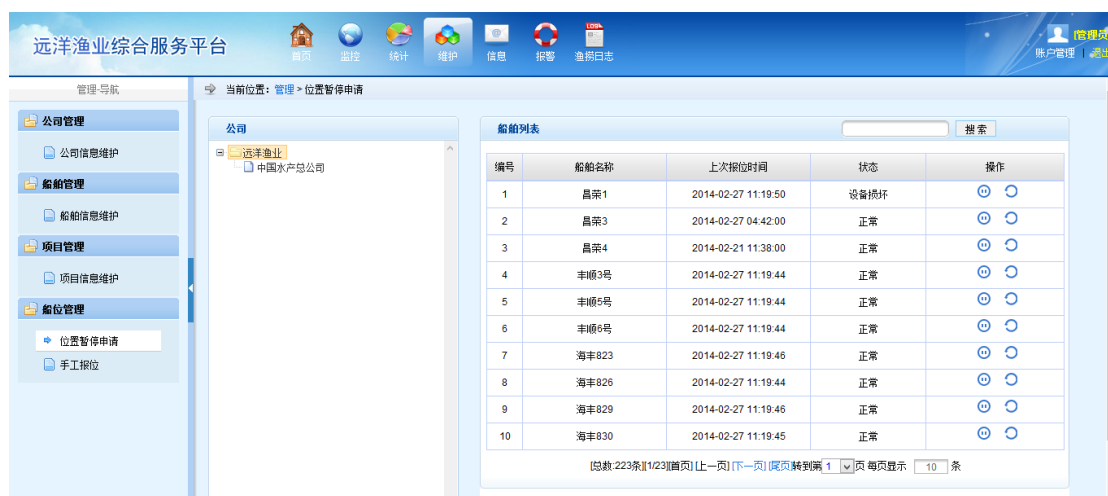 远洋渔业综合服务平台
首页 监控 统计 维护 信息 报警 渔捞日志
LOG
[管理员
账户管理 | 退出
管理-导航
当前位置：管理>位置暂停申请
公司管理
公司信息维护
船舶管理
船舶信息维护
项目管理
项目信息维护
船位管理
位置暂停申请
手工报位
公司
远洋渔业
中国水产总公司
船舶列表 搜索
编号 船舶名称 上次报位时间 状态 操作
1 昌荣1 2014-02-27 11:19:50 设备损坏
2 昌荣3 2014-02-27 04:42:00 正常
3 昌荣4 2014-02-21 11:38:00 正常
4 丰顺3号 2014-02-27 11:19:44 正常
5 丰顺5号 2014-02-27 11:19:44 正常
6 丰顺6号 2014-02-27 11:19:44 正常
7 海丰823 2014-02-27 11:19:46 正常
8 海丰826 2014-02-27 11:19:44 正常
9 海丰829 2014-02-27 11:19:46 正常
10 海丰830 2014-02-27 11:19:45 正常
[总数:223条][1/23][首页][上一页][下一页][尾页]转到第 1 页 每页显示 10 条